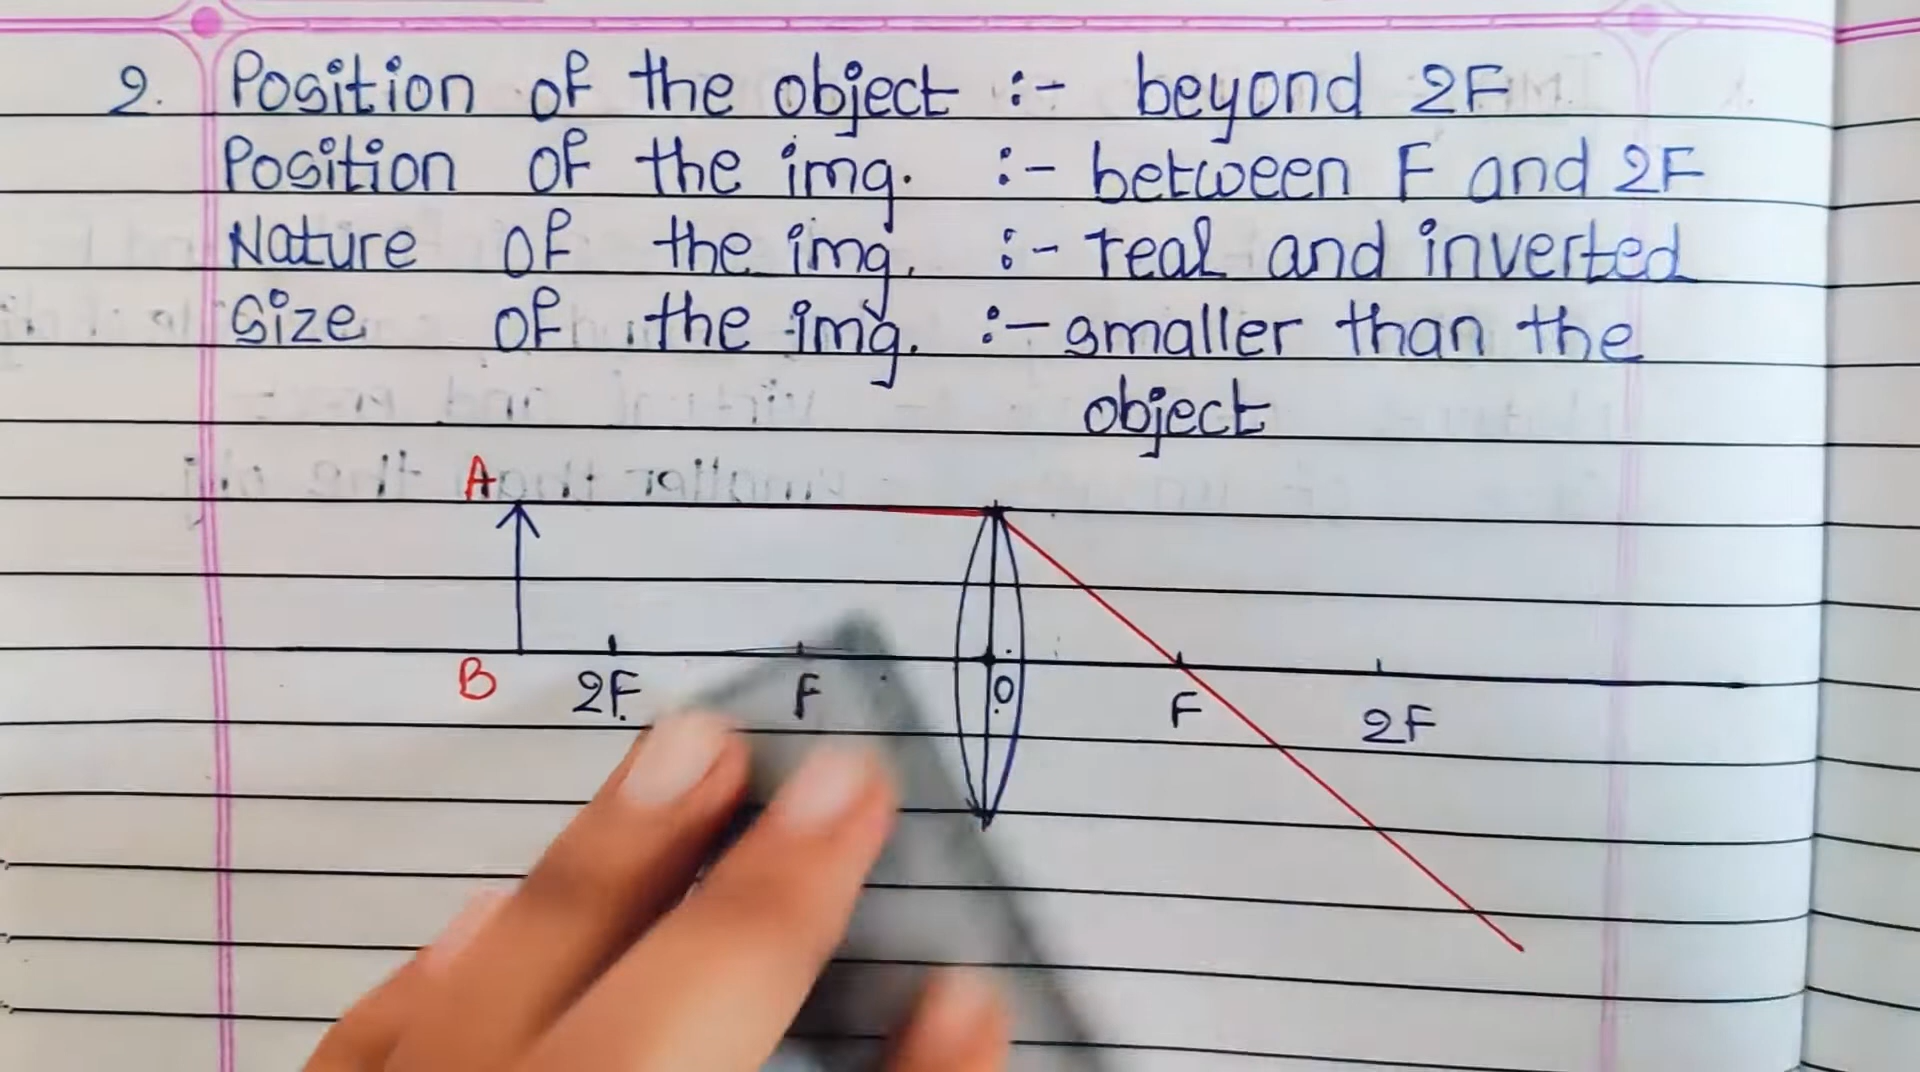 2. Position of the object :- beyond 2F
Position of the img. :- between F and 2F
Nature of the img. :- real and inverted
Size of the img. :- smaller than the
object
A
B 2F F O F 2F